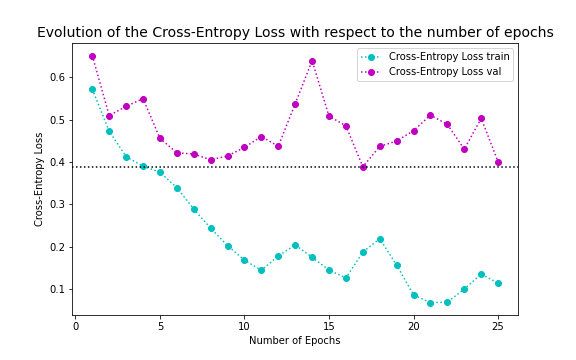 Evolution of the Cross-Entropy Loss with respect to the number of epochs
Cross-Entropy Loss train
Cross-Entropy Loss val
0.6
0.5
0.4
0.3
0.2
0.1
Cross-Entropy Loss
0 5 10 15 20 25
Number of Epochs